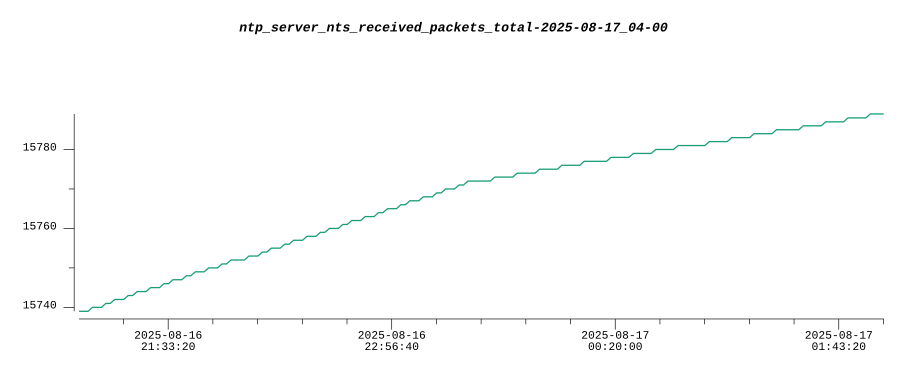 ntp_server_nts_received_packets_total-2025-08-17_04-00
15780
15760
15740
2025-08-16 2025-08-16 2025-08-17 2025-08-17
21:33:20 22:56:40 00:20:00 01:43:20